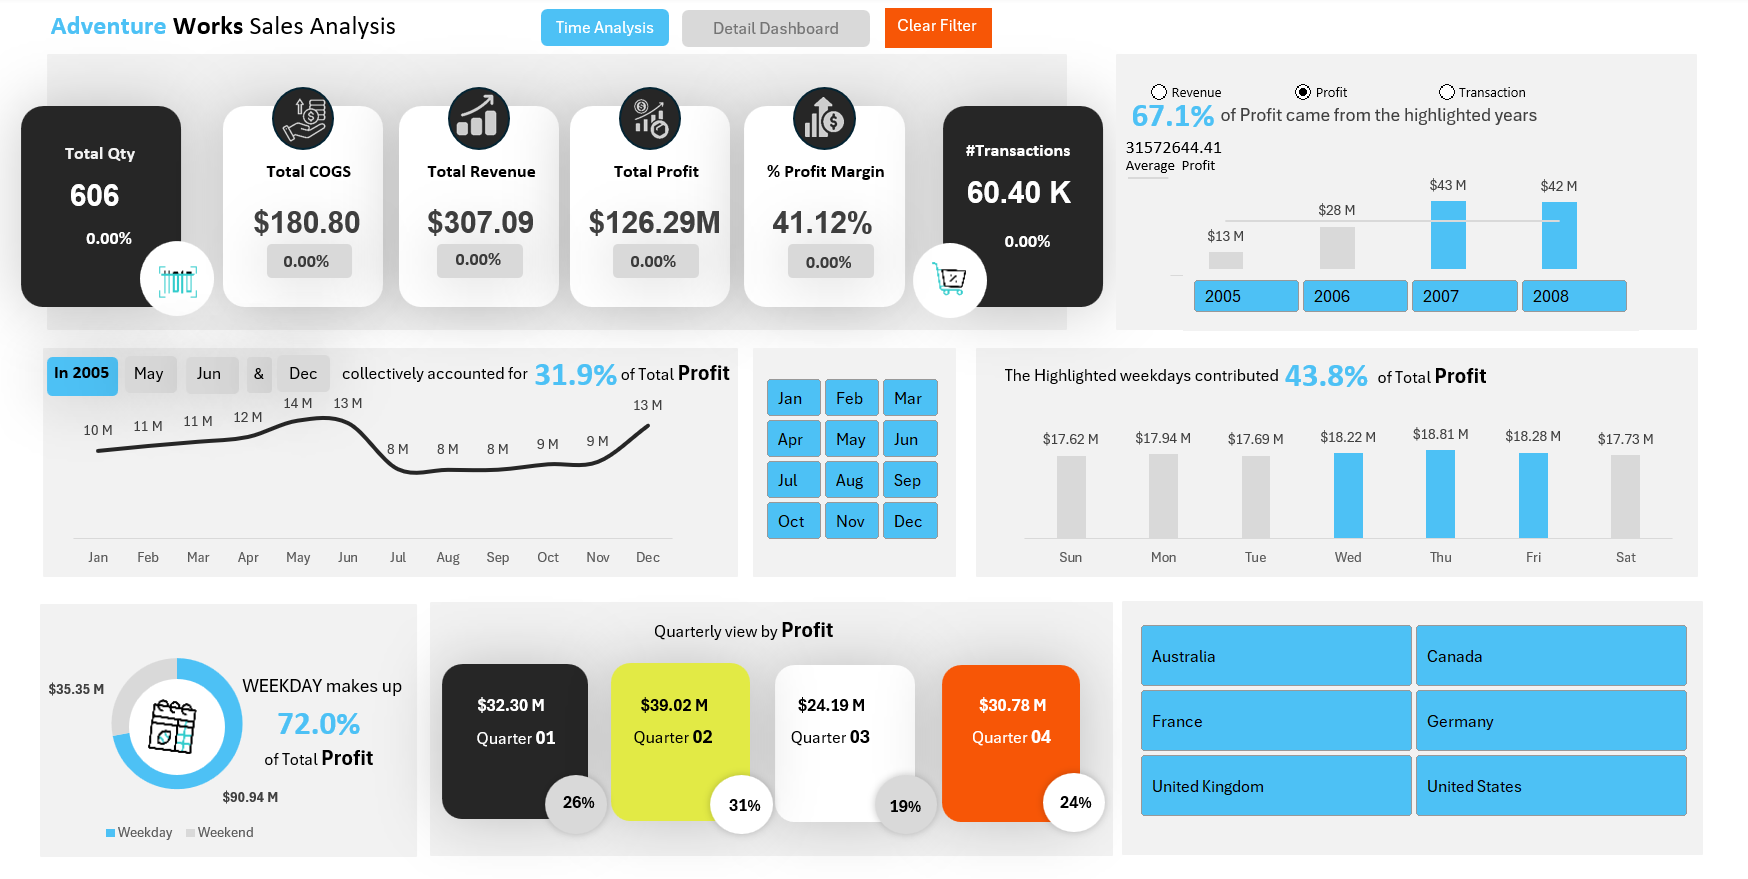 Adventure Works Sales Analysis
Time Analysis
Detail Dashboard
Clear Filter
Total Qty
606
0.00%
Total COGS
$180.80
0.00%
Total Revenue
$307.09
0.00%
Total Profit
$126.29M
0.00%
% Profit Margin
41.12%
0.00%
#Transactions
60.40 K
0.00%
Revenue
Profit
Transaction
67.1% of Profit came from the highlighted years
31572644.41
Average Profit
$13 M
$28 M
$43 M
$42 M
2005
2006
2007
2008
In 2005 May Jun & Dec collectively accounted for 31.9% of Total Profit
10 M
11 M
11 M
12 M
14 M
13 M
8 M
8 M
8 M
9 M
9 M
13 M
Jan
Feb
Mar
Apr
May
Jun
Jul
Aug
Sep
Oct
Nov
Dec
Jan
Feb
Mar
Apr
May
Jun
Jul
Aug
Sep
Oct
Nov
Dec
The Highlighted weekdays contributed 43.8% of Total Profit
$17.62 M
$17.94 M
$17.69 M
$18.22 M
$18.81 M
$18.28 M
$17.73 M
Sun
Mon
Tue
Wed
Thu
Fri
Sat
$35.35 M
$90.94 M
WEEKDAY makes up
72.0%
of Total Profit
Weekday
Weekend
Quarterly view by Profit
$32.30 M
Quarter 01
26%
$39.02 M
Quarter 02
31%
$24.19 M
Quarter 03
19%
$30.78 M
Quarter 04
24%
Australia
Canada
France
Germany
United Kingdom
United States